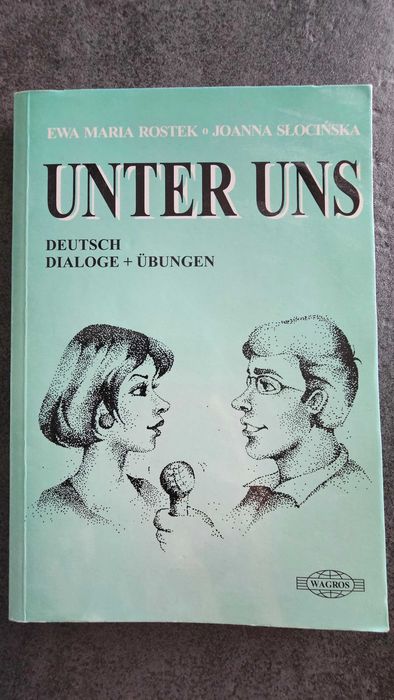 EWA MARIA ROSTEK o JOANNA SŁOCIŃSKA
UNTER UNS
DEUTSCH
DIALOGE + ÜBUNGEN
WAGROS